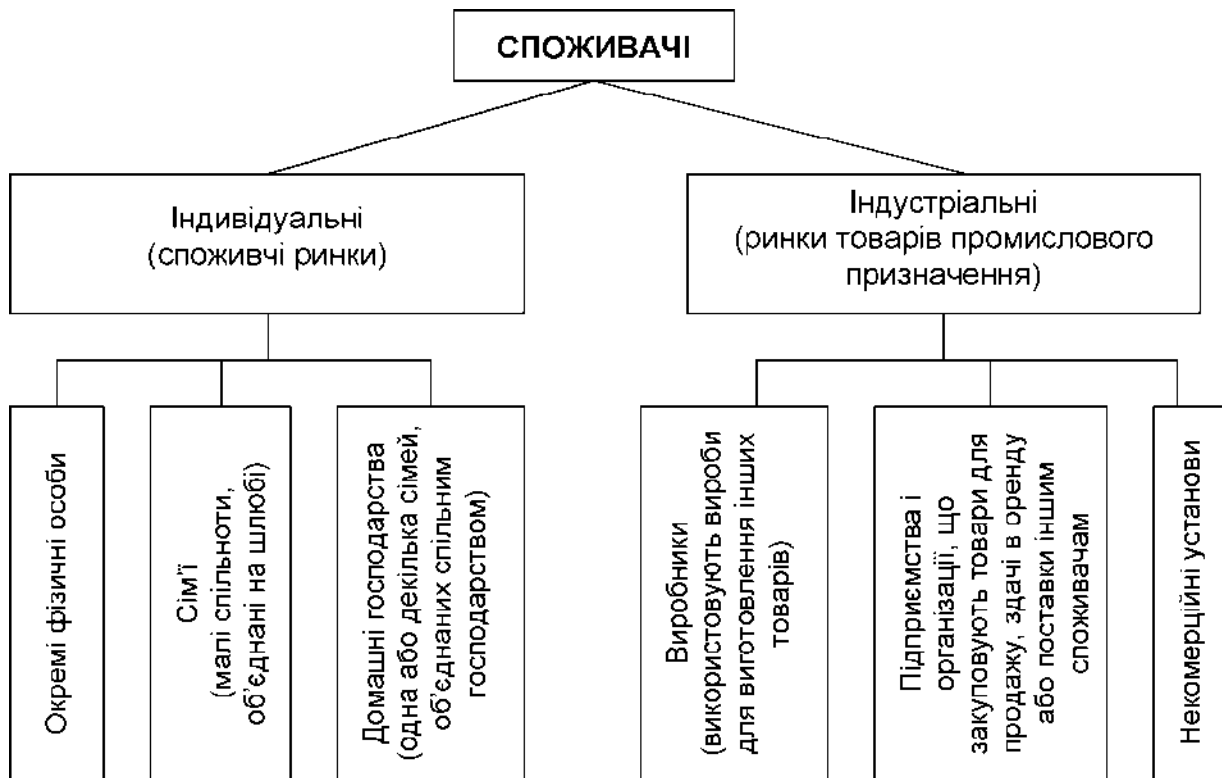 СПОЖИВАЧІ
Індивідуальні
(споживчі ринки)
Індустріальні
(ринки товарів промислового
призначення)
Окремі фізичні особи
Сім'ї
(малі спільноти,
об'єднані на шлюбі)
Домашні господарства
(одна або декілька сімей,
об'єднаних спільним
господарством)
Виробники
(використовують вироби
для виготовлення інших
товарів)
Підприємства і
організації, що
закуповують товари для
продажу, здачі в оренду
або поставки іншим
споживачам
Некомерційні установи